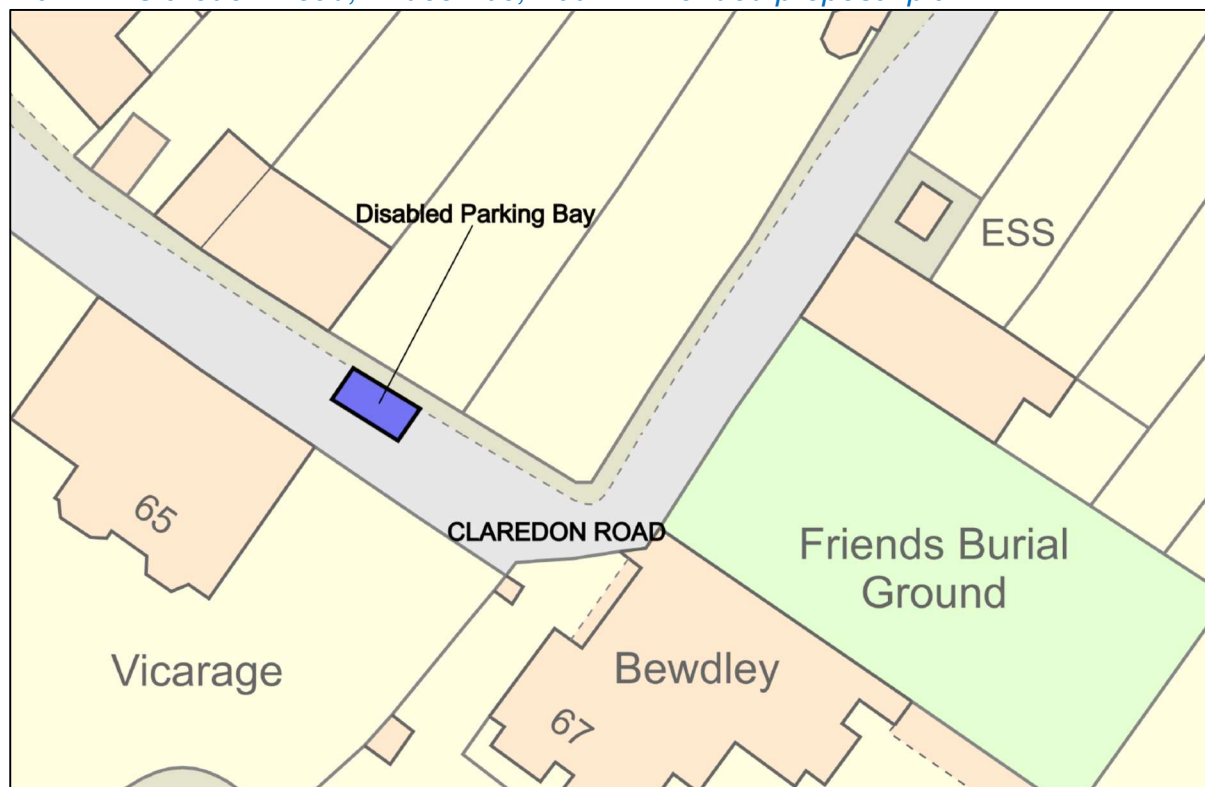 Disabled Parking Bay
ESS
65
CLAREDON ROAD
Friends Burial
Ground
Vicarage
Bewdley
67